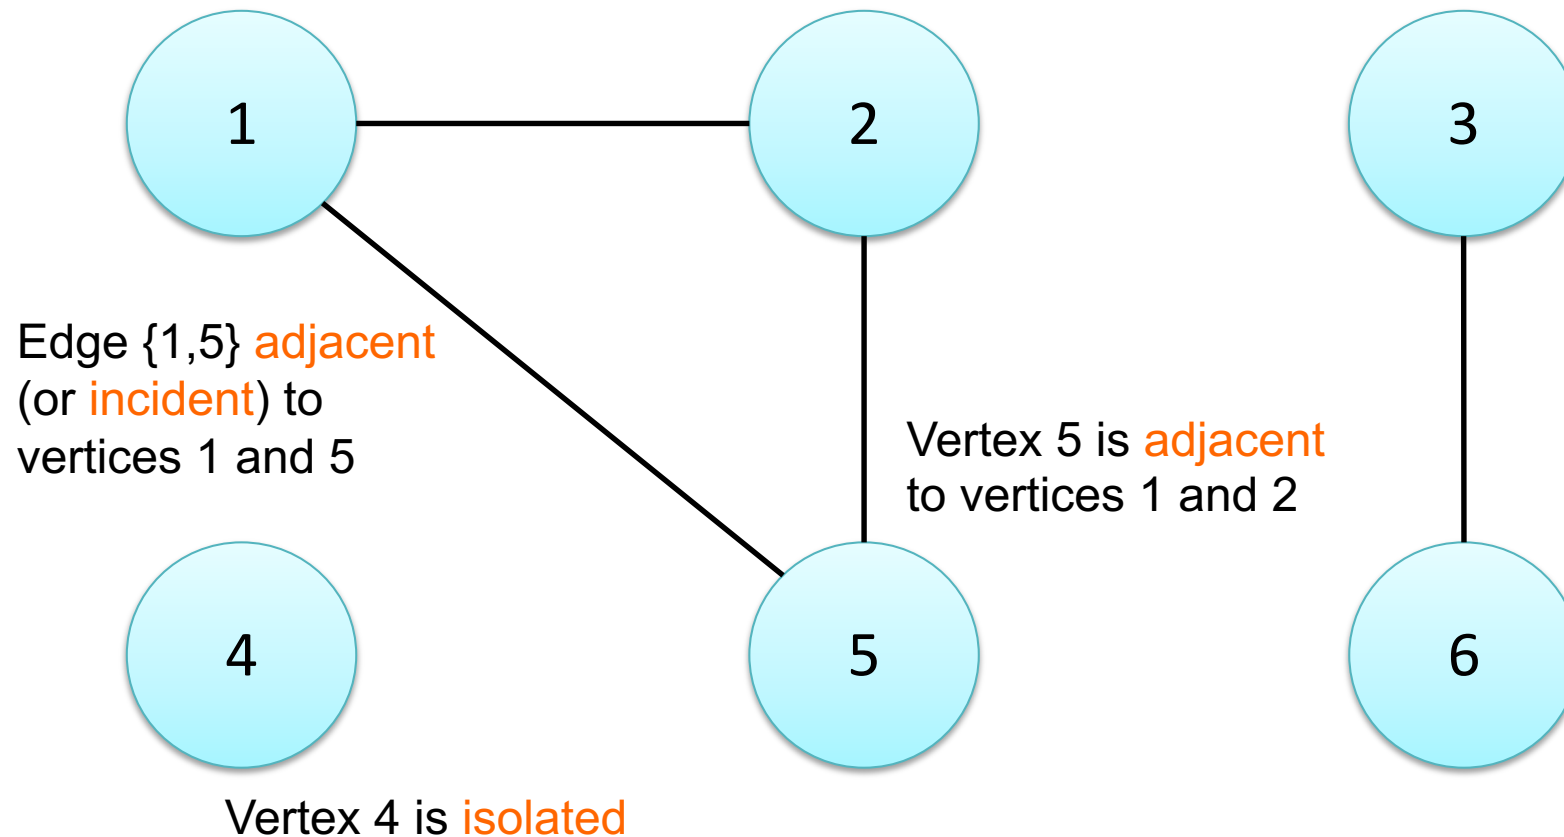 1
2
3
Edge {1,5} adjacent
(or incident) to
vertices 1 and 5
Vertex 5 is adjacent
to vertices 1 and 2
4
5
6
Vertex 4 is isolated